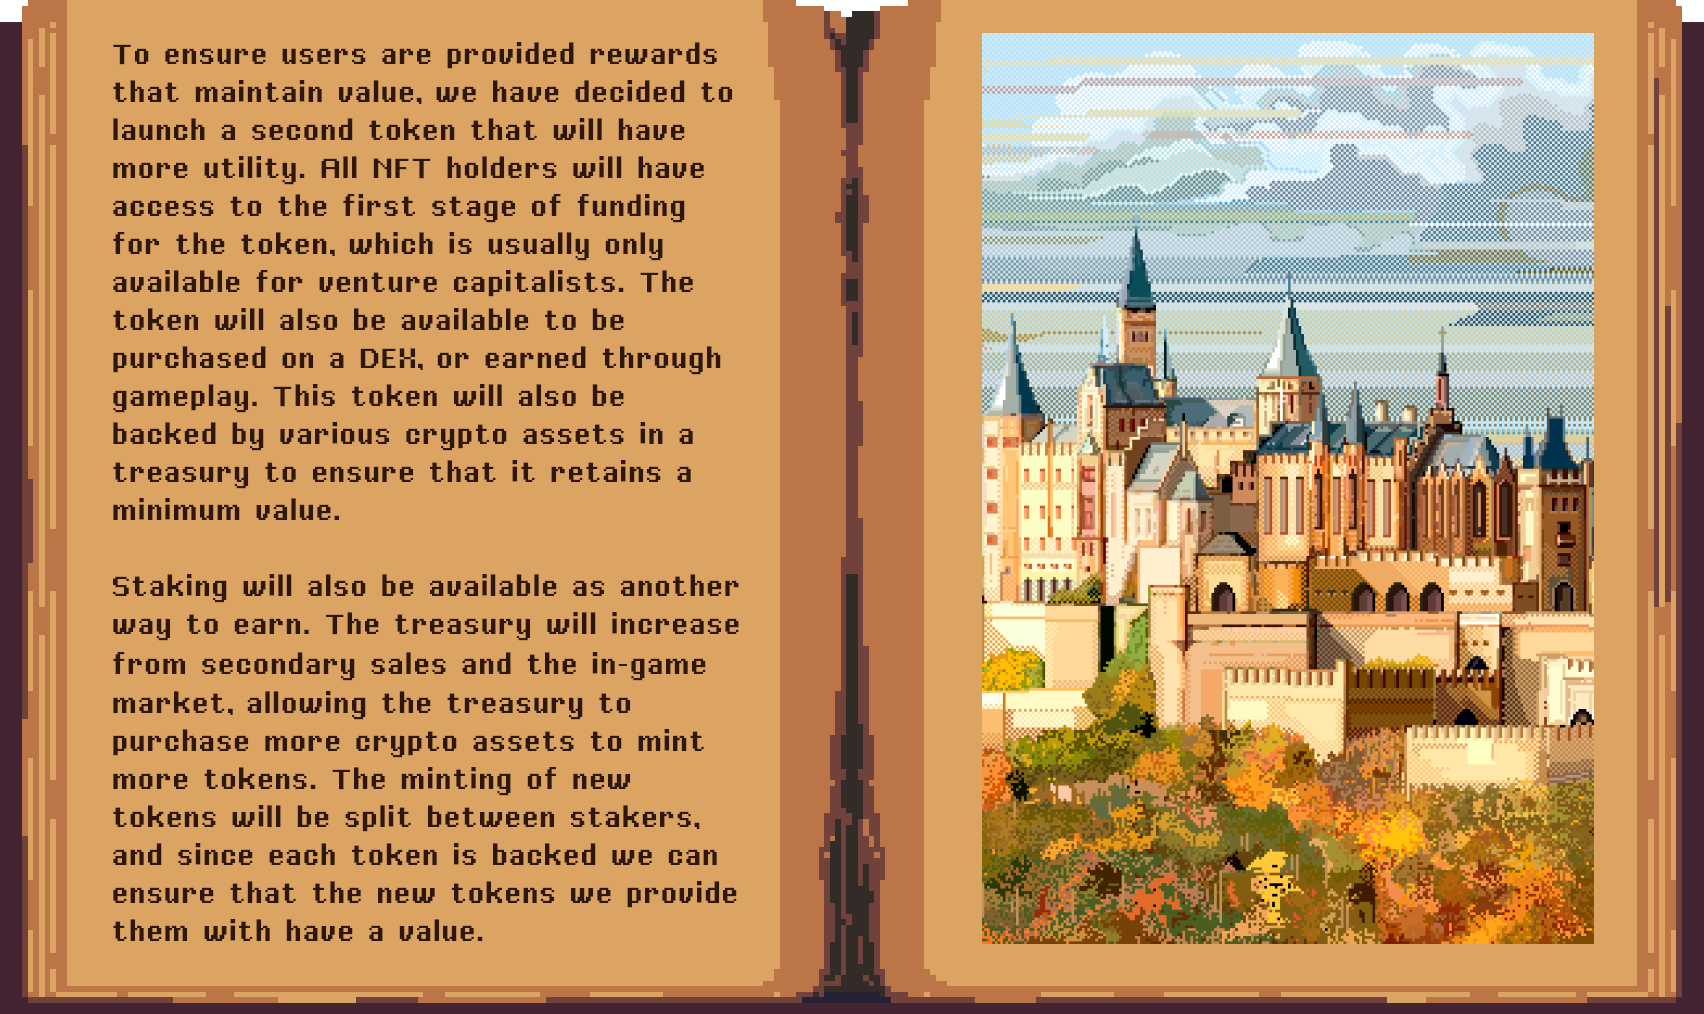 To ensure users are provided rewards
that maintain value, we have decided to
launch a second token that will have
more utility. All NFT holders will have
access to the first stage of funding
for the token, which is usually only
available for venture capitalists. The
token will also be available to be
purchased on a DEX, or earned through
gameplay. This token will also be
backed by various crypto assets in a
treasury to ensure that it retains a
minimum value.
Staking will also be available as another
way to earn. The treasury will increase
from secondary sales and the in-game
market, allowing the treasury to
purchase more crypto assets to mint
more tokens. The minting of new
tokens will be split between stakers,
and since each token is backed we can
ensure that the new tokens we provide
them with have a value.